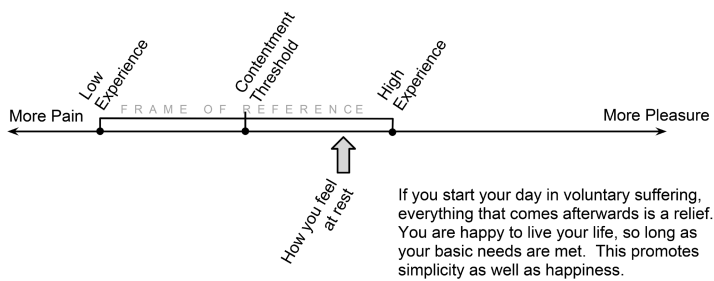 Low
Experience
Contentment
Threshold
High
Experience
FRAME OF REFERENCE
More Pain
More Pleasure
How you feel
at rest
If you start your day in voluntary suffering,
everything that comes afterwards is a relief.
You are happy to live your life, so long as
your basic needs are met.  This promotes
simplicity as well as happiness.